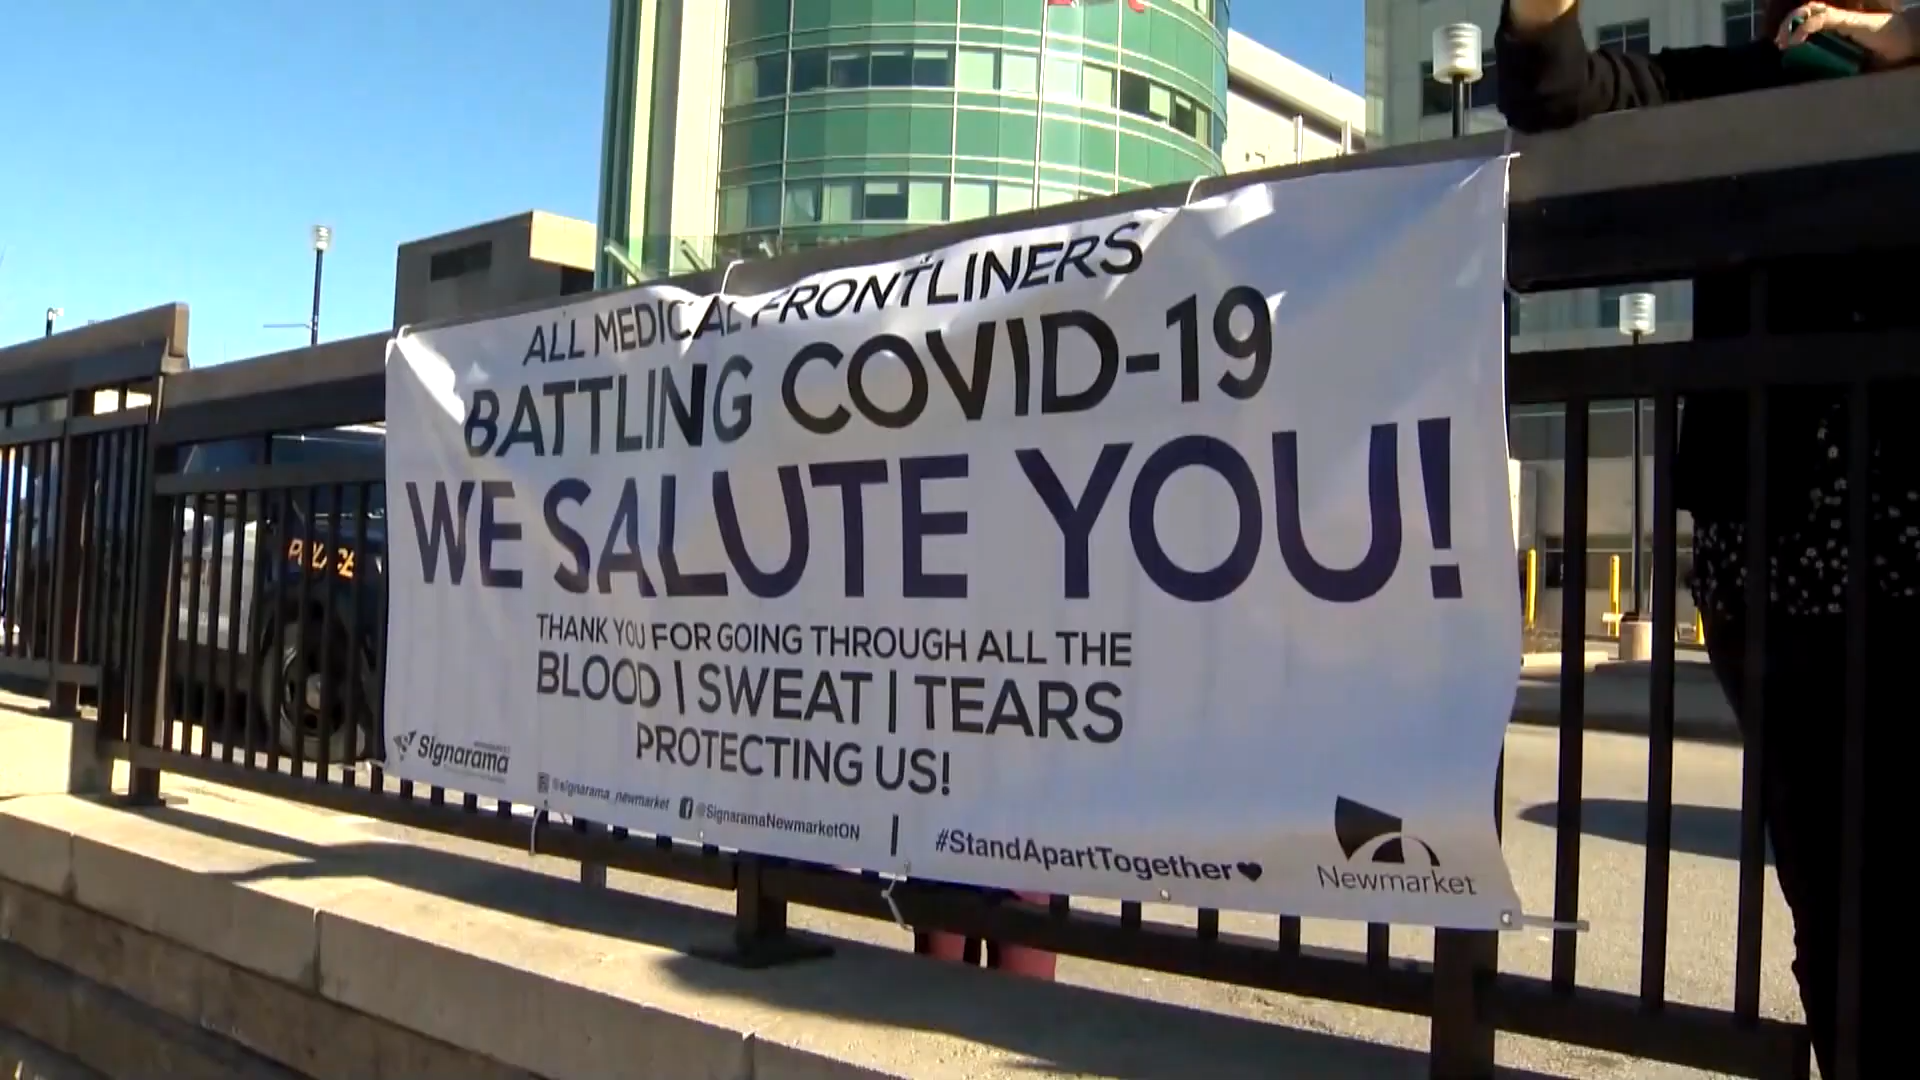 ALL MEDICAL FRONTLINERS
BATTLING COVID-19
WE SALUTE YOU!
THANK YOU FOR GOING THROUGH ALL THE
BLOOD | SWEAT | TEARS
PROTECTING US!
Signarama
@signarama_newmarket @SignaramaNewmarketON | #StandApartTogether♥
Newmarket
POLICE